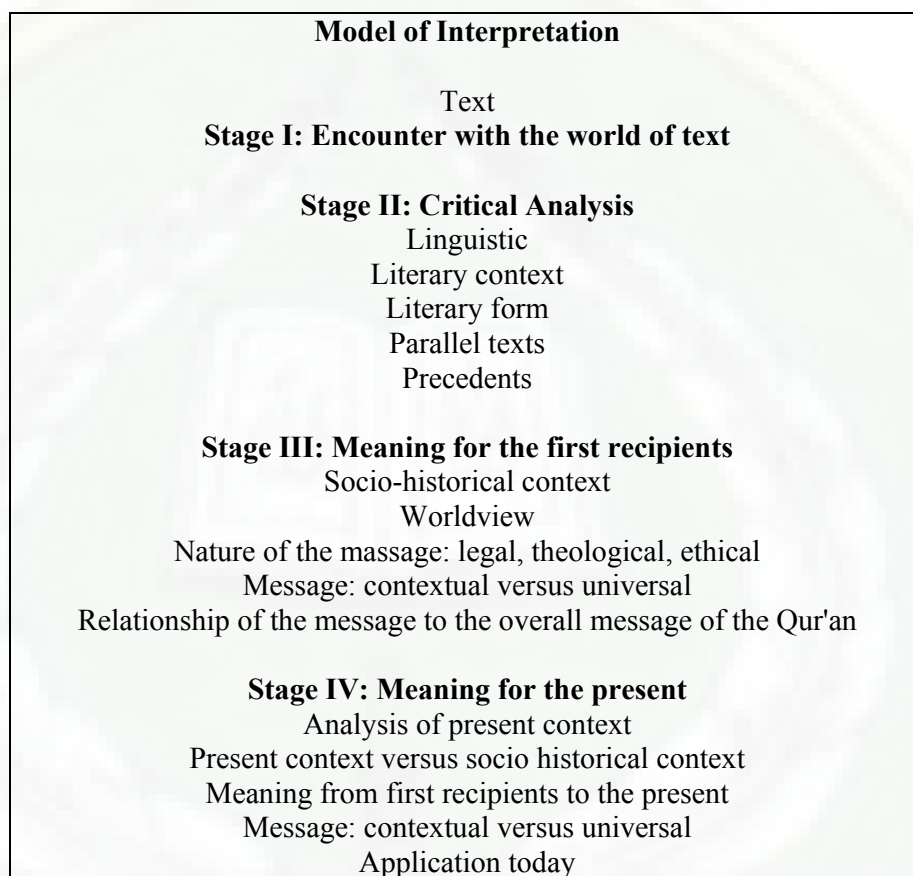 Model of Interpretation
Text
Stage I: Encounter with the world of text
Stage II: Critical Analysis
Linguistic
Literary context
Literary form
Parallel texts
Precedents
Stage III: Meaning for the first recipients
Socio-historical context
Worldview
Nature of the massage: legal, theological, ethical
Message: contextual versus universal
Relationship of the message to the overall message of the Qur'an
Stage IV: Meaning for the present
Analysis of present context
Present context versus socio historical context
Meaning from first recipients to the present
Message: contextual versus universal
Application today